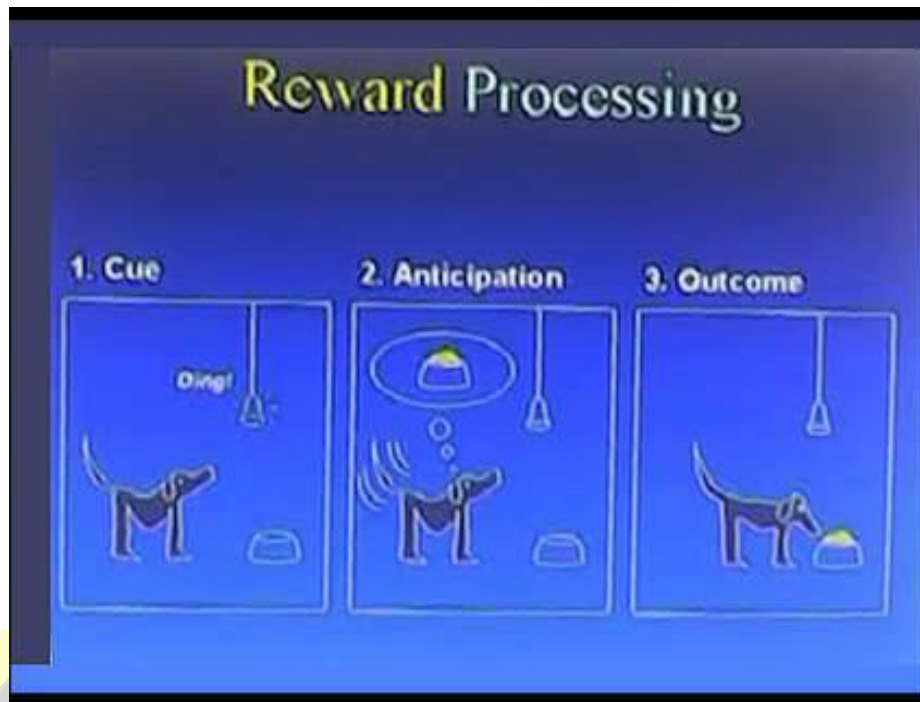 Reward Processing
1. Cue
2. Anticipation
3. Outcome
Ding!